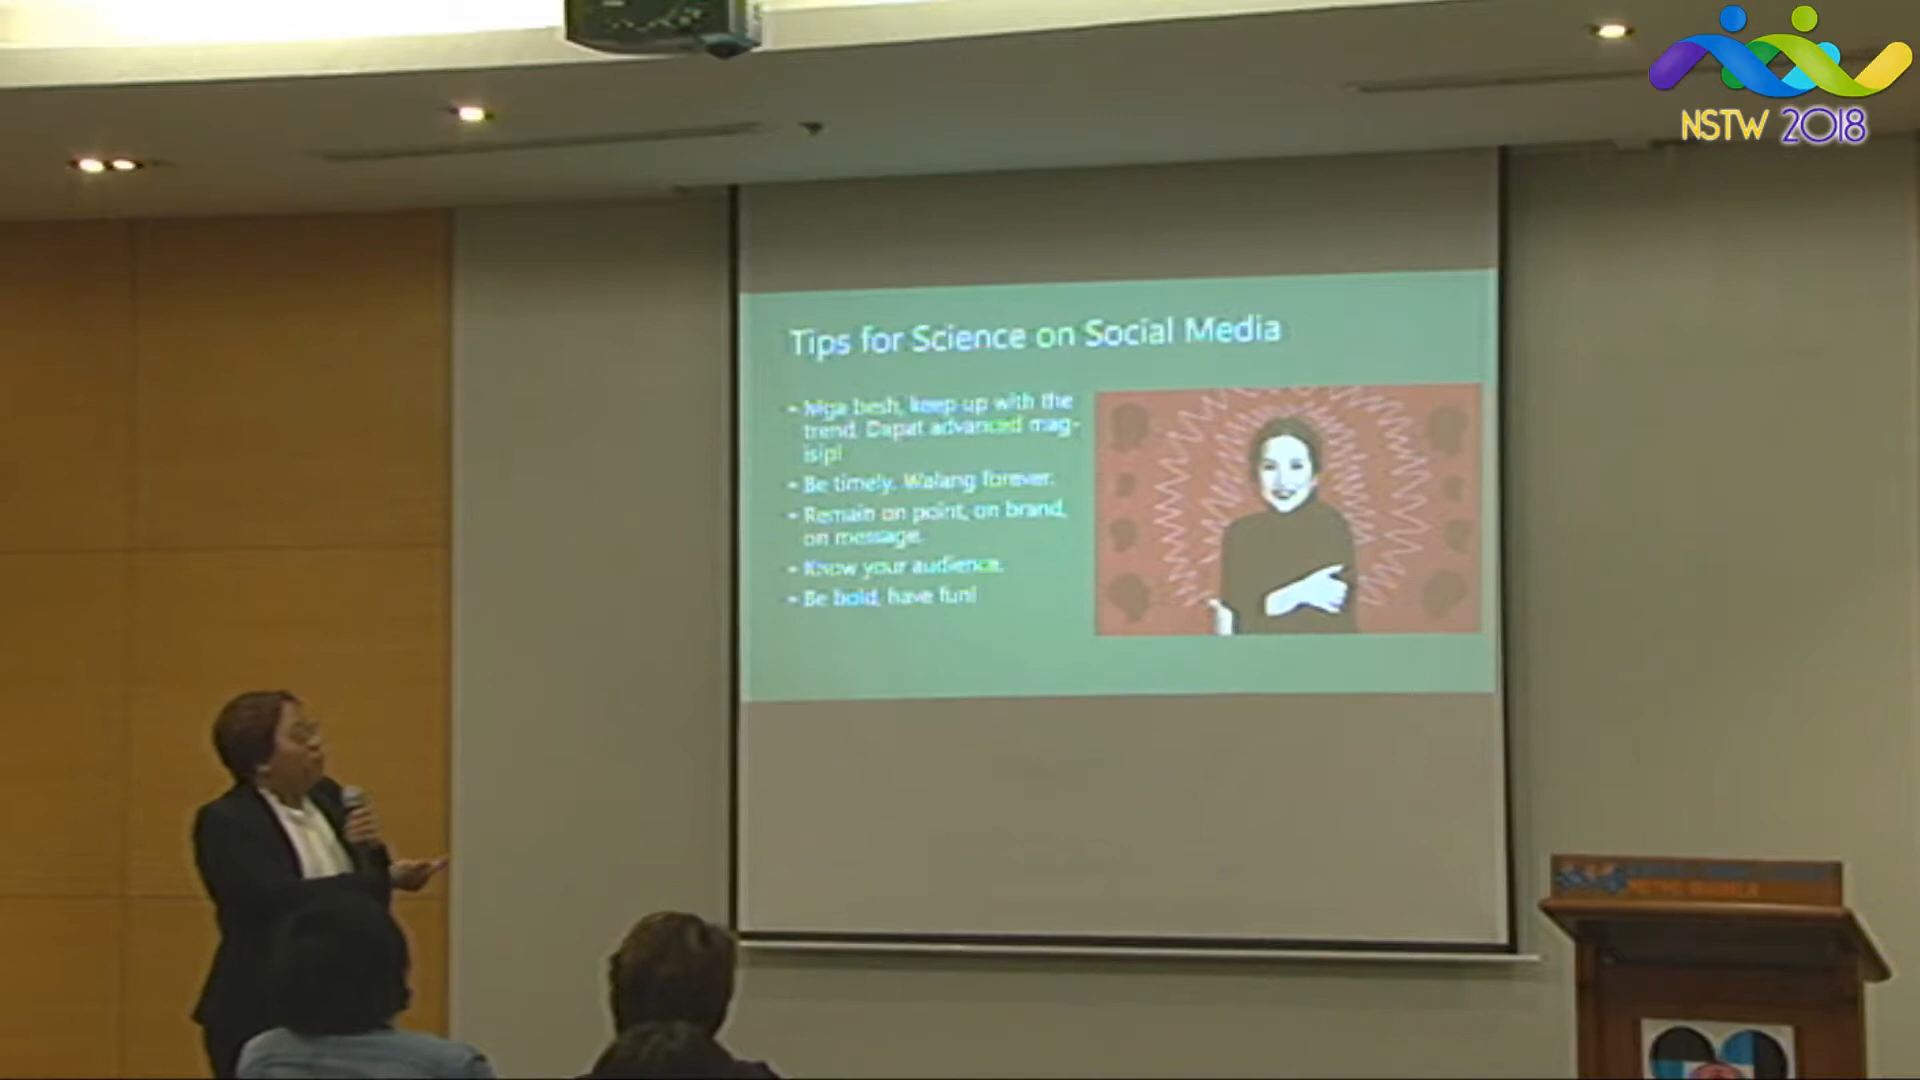 NSTW 2018
Tips for Science on Social Media
- Mga besh, keep up with the
trend. Dapat advanced mag-
isip!
- Be timely. Walang forever.
- Remain on point, on brand,
on message.
- Know your audience.
- Be bold, have fun!